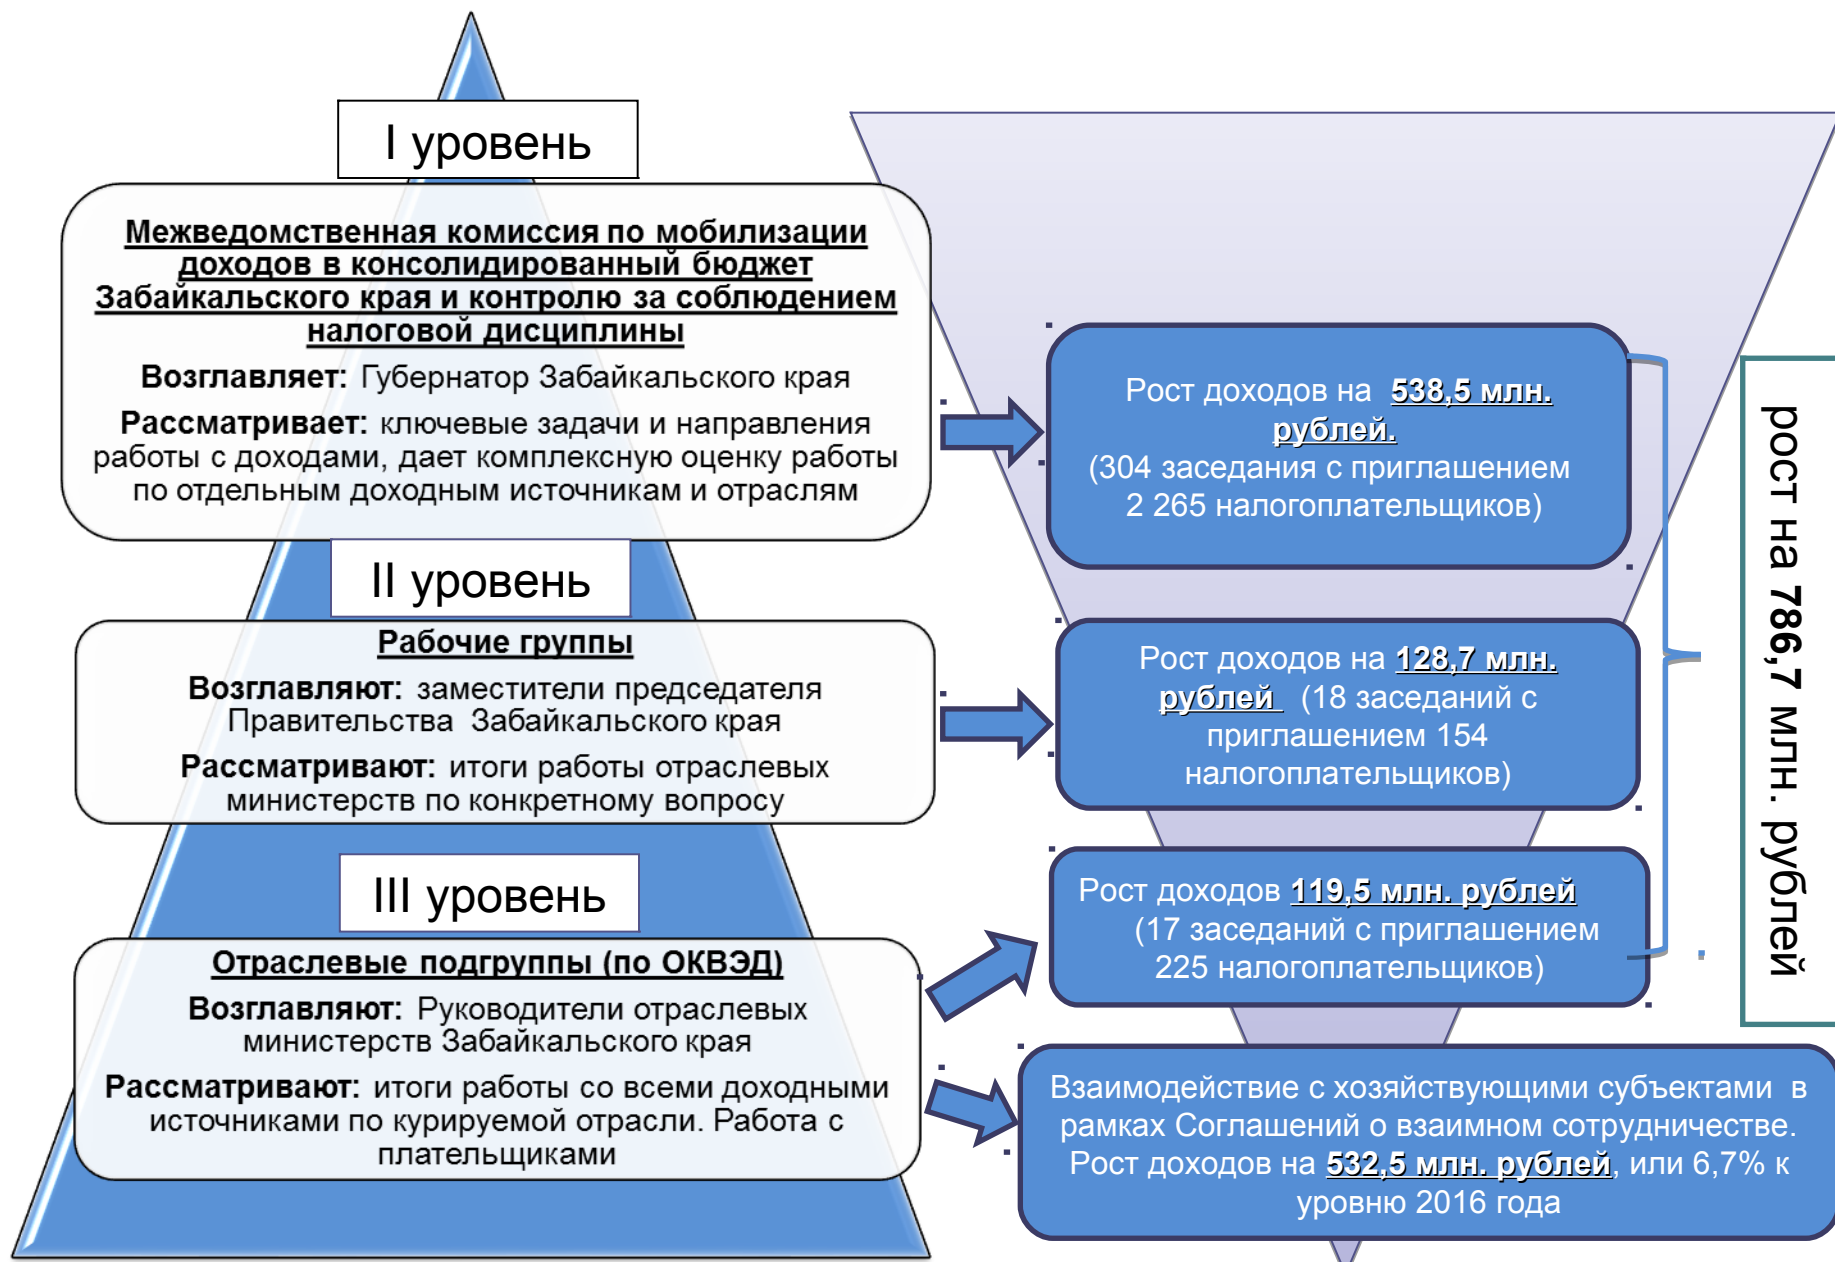 I уровень
Межведомственная комиссия по мобилизации
доходов в консолидированный бюджет
Забайкальского края и контролю за соблюдением
налоговой дисциплины
Возглавляет: Губернатор Забайкальского края
Рассматривает: ключевые задачи и направления
работы с доходами, дает комплексную оценку работы
по отдельным доходным источникам и отраслям
II уровень
Рабочие группы
Возглавляют: заместители председателя
Правительства Забайкальского края
Рассматривают: итоги работы отраслевых
министерств по конкретному вопросу
III уровень
Отраслевые подгруппы (по ОКВЭД)
Возглавляют: Руководители отраслевых
министерств Забайкальского края
Рассматривают: итоги работы со всеми доходными
источниками по курируемой отрасли. Работа с
плательщиками
Рост доходов на 538,5 млн.
рублей.
(304 заседания с приглашением
2 265 налогоплательщиков)
Рост доходов на 128,7 млн.
рублей (18 заседаний с
приглашением 154
налогоплательщиков)
Рост доходов 119,5 млн. рублей
(17 заседаний с приглашением
225 налогоплательщиков)
Взаимодействие с хозяйствующими субъектами в
рамках Соглашений о взаимном сотрудничестве.
Рост доходов на 532,5 млн. рублей, или 6,7% к
уровню 2016 года
рост на 786,7 млн. рублей